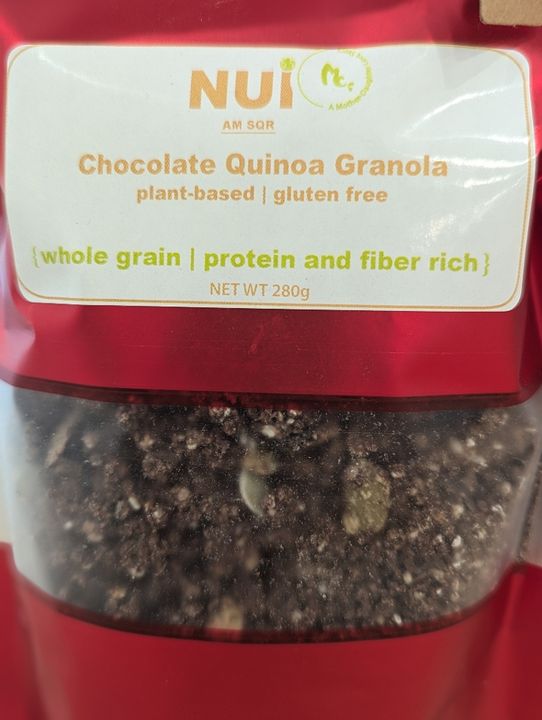 NUi
Mc
AM SQR
Chocolate Quinoa Granola
plant-based | gluten free
{whole grain | protein and fiber rich}
NET WT 280g